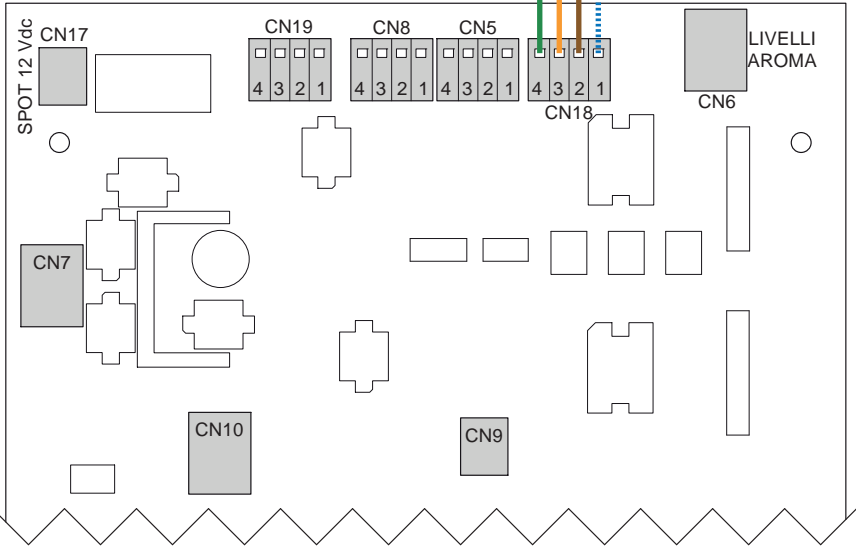 SPOT 12 Vdc
CN17
CN19
4 3 2 1
CN8
4 3 2 1
CN5
4 3 2 1
4 3 2 1
CN18
LIVELLI
AROMA
CN6
CN7
CN10
CN9